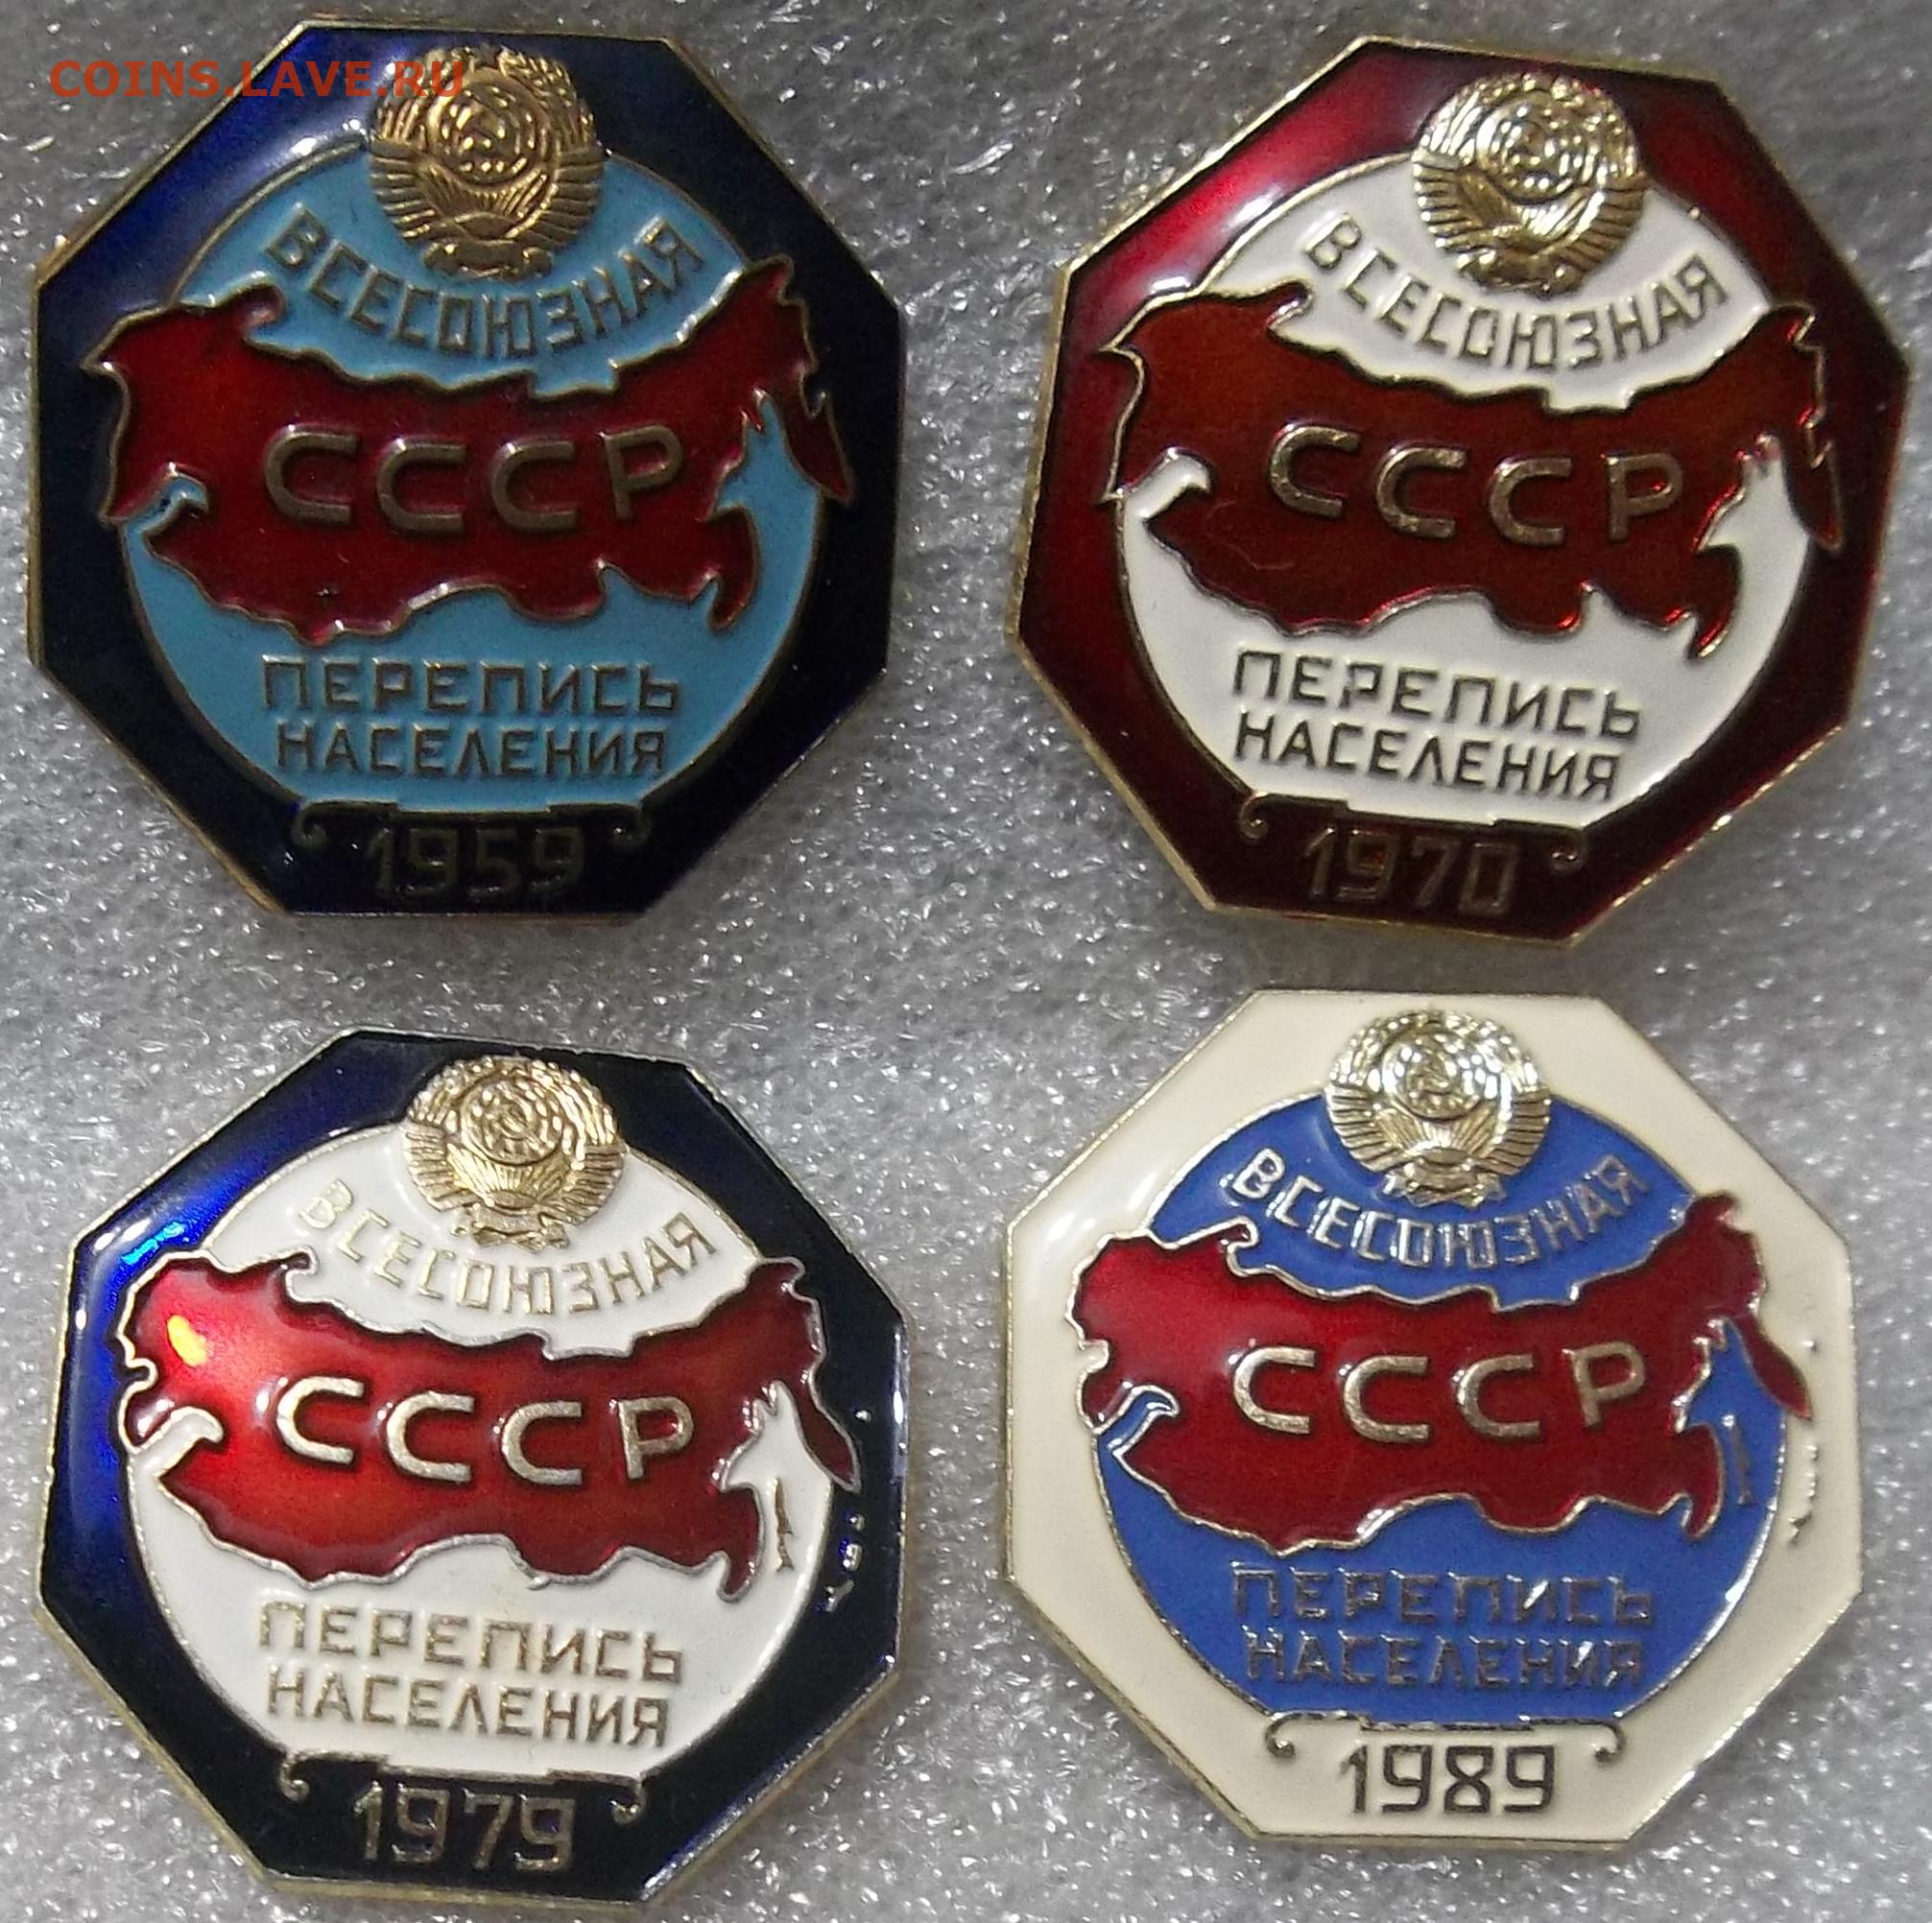 COINS.LAVE.RU
ВСЕСОЮЗНАЯ
СССР
ПЕРЕПИСЬ
НАСЕЛЕНИЯ
1959
ВСЕСОЮЗНАЯ
СССР
ПЕРЕПИСЬ
НАСЕЛЕНИЯ
1970
ВСЕСОЮЗНАЯ
СССР
ПЕРЕПИСЬ
НАСЕЛЕНИЯ
1979
ВСЕСОЮЗНАЯ
СССР
ПЕРЕПИСЬ
НАСЕЛЕНИЯ
1989